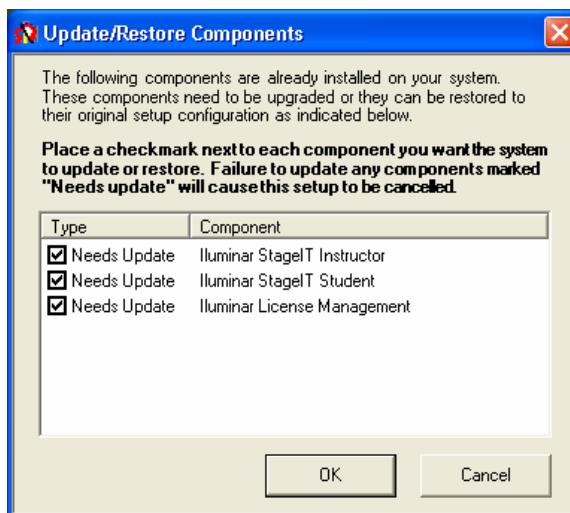 Update/Restore Components
The following components are already installed on your system.
These components need to be upgraded or they can be restored to
their original setup configuration as indicated below.
Place a checkmark next to each component you want the system
to update or restore. Failure to update any components marked
"Needs update" will cause this setup to be cancelled.
Type Component
Needs Update Iluminar StageIT Instructor
Needs Update Iluminar StageIT Student
Needs Update Iluminar License Management
OK Cancel